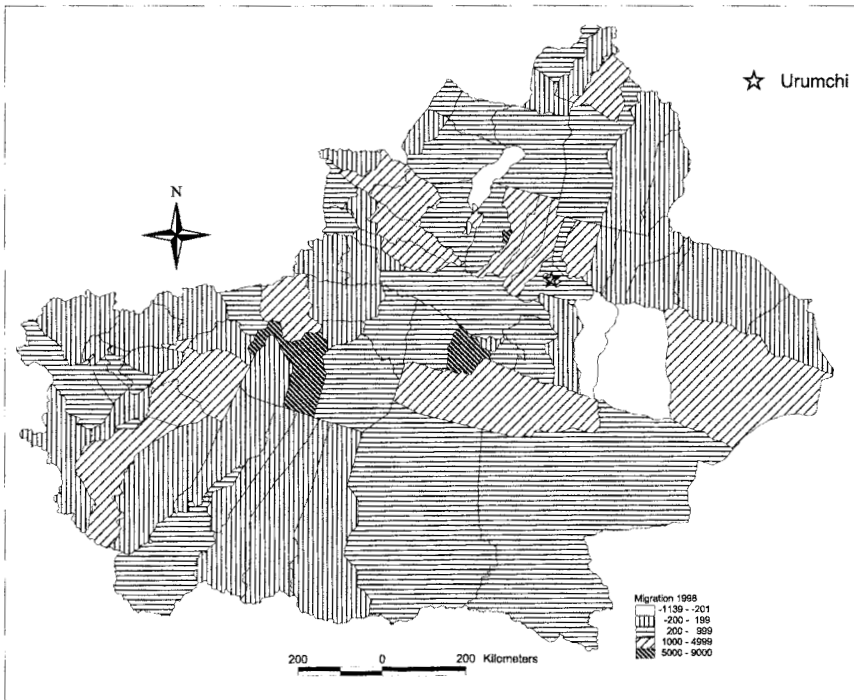 Urumchi
N
Migration 1998
-1139 - -201
-200 - 199
200 - 999
1000 - 4999
5000 - 9000
200 0 200 Kilometers